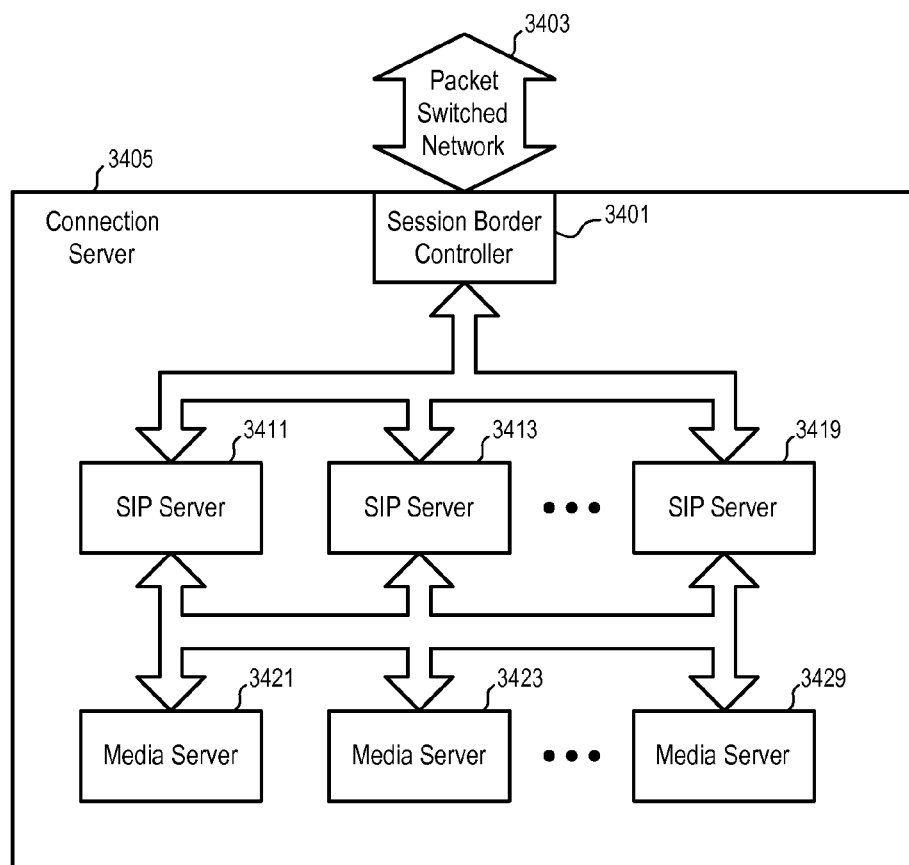 3403
Packet
Switched
Network
3405
Connection
Server
Session Border
Controller
3401
3411
3413
3419
SIP Server
SIP Server
SIP Server
3421
3423
3429
Media Server
Media Server
Media Server